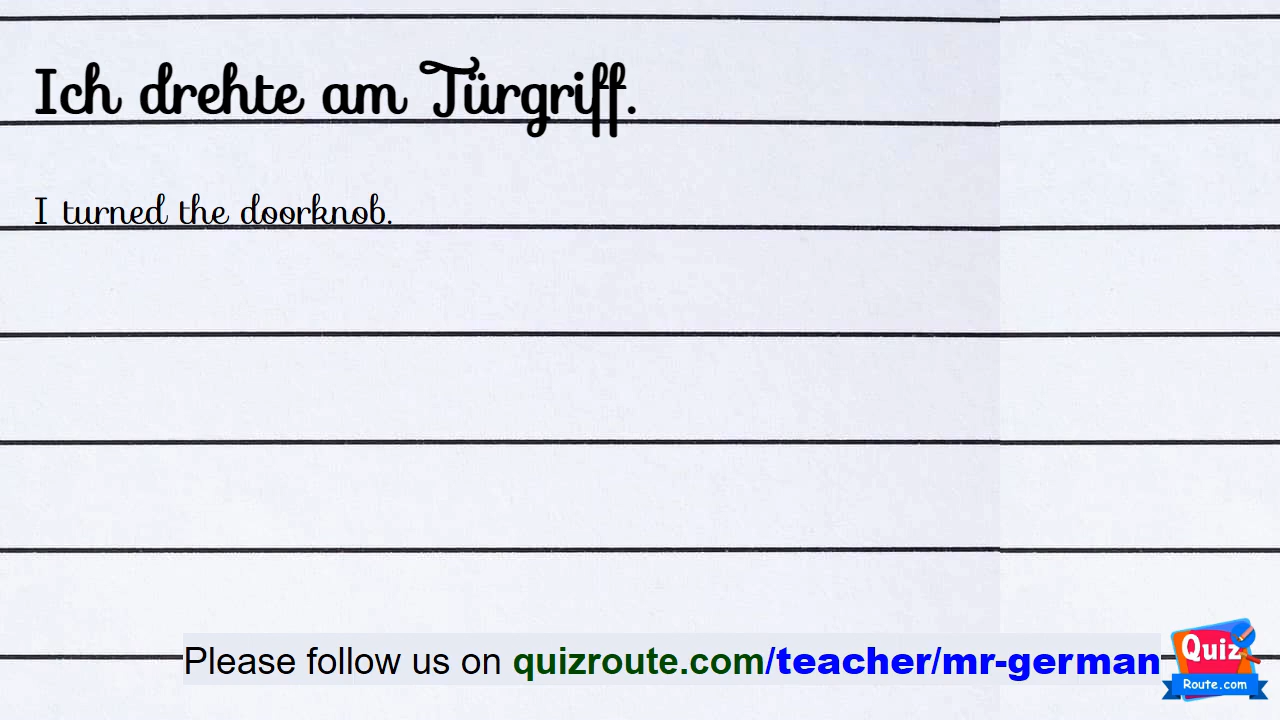 Ich drehte am Türgriff.
I turned the doorknob.
Please follow us on quizroute.com/teacher/mr-german
Quiz
Route.com